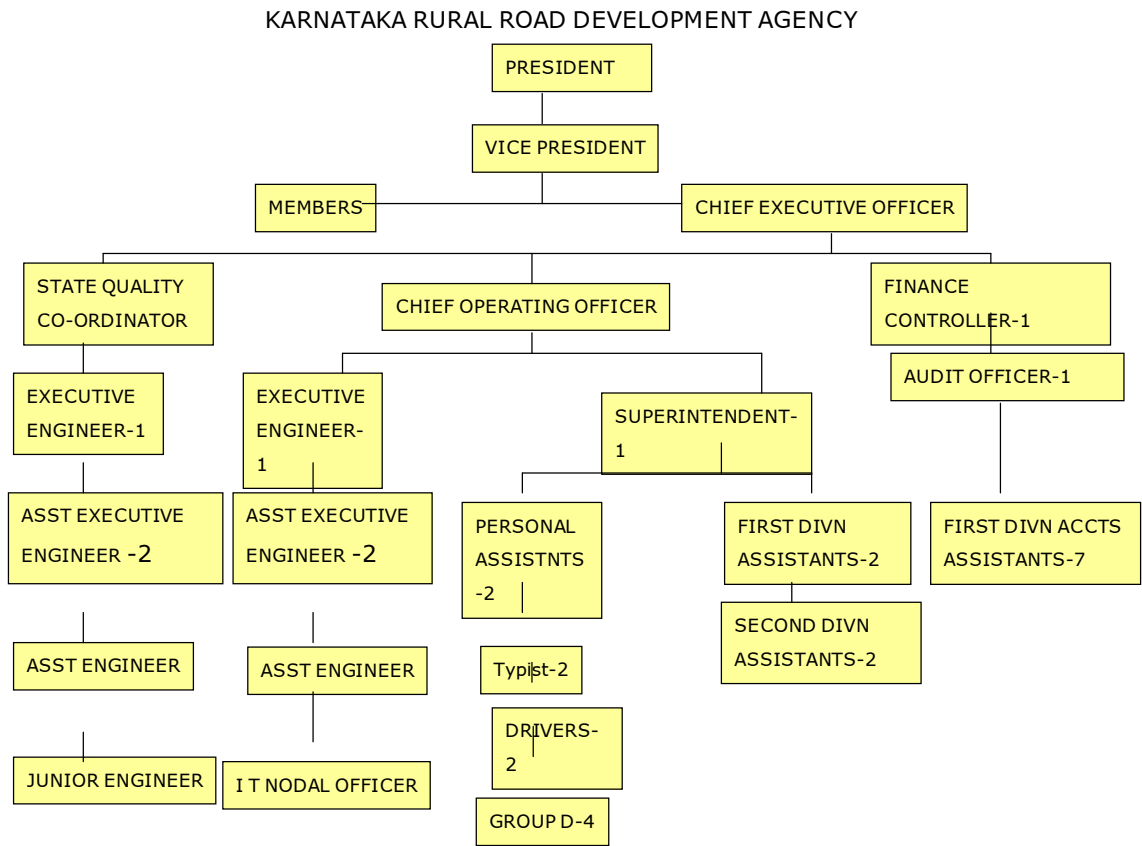 KARNATAKA RURAL ROAD DEVELOPMENT AGENCY
PRESIDENT
VICE PRESIDENT
MEMBERS
CHIEF EXECUTIVE OFFICER
STATE QUALITY
CO-ORDINATOR
CHIEF OPERATING OFFICER
FINANCE
CONTROLLER-1
AUDIT OFFICER-1
EXECUTIVE
ENGINEER-1
EXECUTIVE
ENGINEER-
1
SUPERINTENDENT-
1
ASST EXECUTIVE
ENGINEER -2
ASST EXECUTIVE
ENGINEER -2
PERSONAL
ASSISTNTS
-2
FIRST DIVN
ASSISTANTS-2
FIRST DIVN ACCTS
ASSISTANTS-7
SECOND DIVN
ASSISTANTS-2
ASST ENGINEER
ASST ENGINEER
Typist-2
DRIVERS-
2
JUNIOR ENGINEER
I T NODAL OFFICER
GROUP D-4